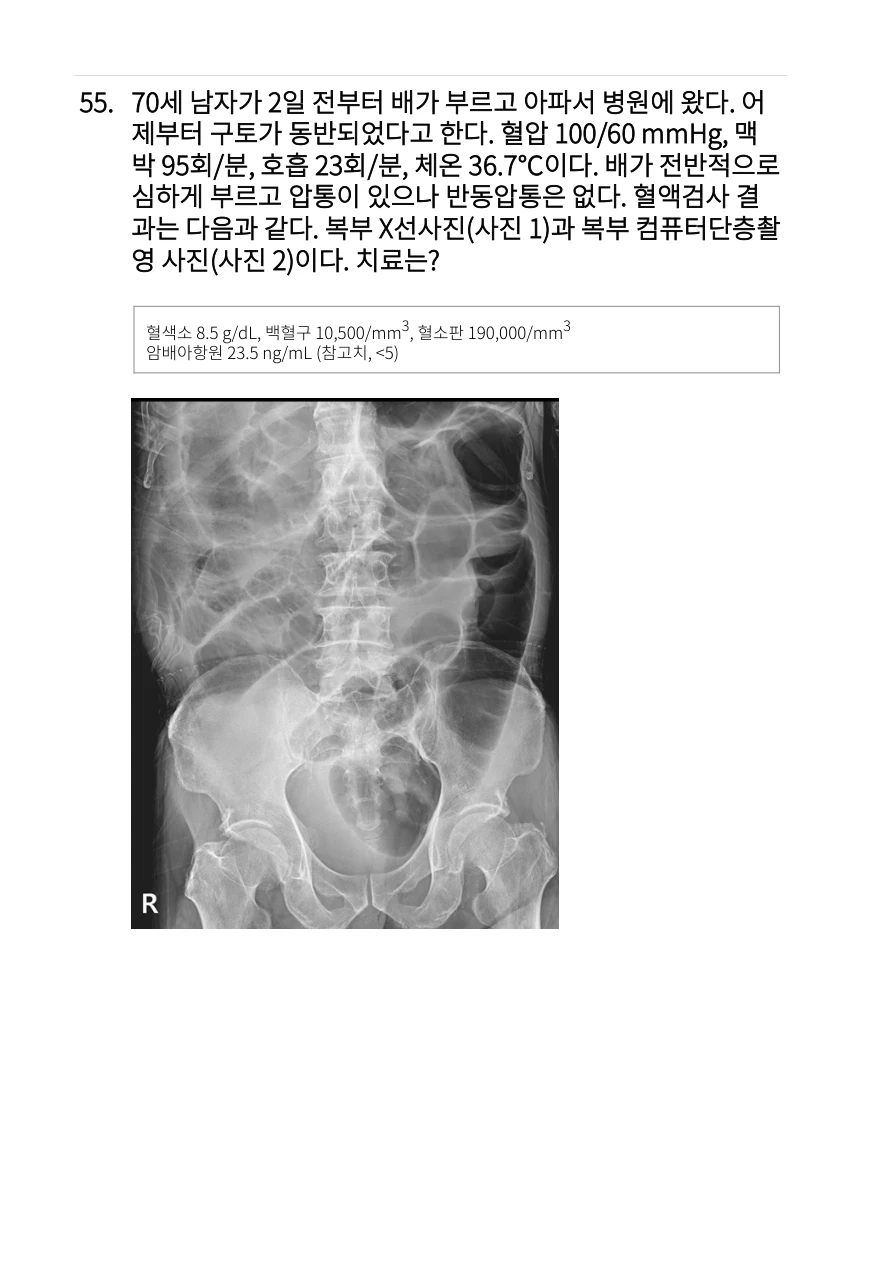 55. 70세 남자가 2일 전부터 배가 부르고 아파서 병원에 왔다. 어
제부터 구토가 동반되었다고 한다. 혈압 100/60 mmHg, 맥
박 95회/분, 호흡 23회/분, 체온 36.7℃이다. 배가 전반적으로
심하게 부르고 압통이 있으나 반동압통은 없다. 혈액검사 결
과는 다음과 같다. 복부 X선사진(사진 1)과 복부 컴퓨터단층촬
영 사진(사진 2)이다. 치료는?
혈색소 8.5 g/dL, 백혈구 10,500/mm³, 혈소판 190,000/mm³
암배아항원 23.5 ng/mL (참고치, <5)
R